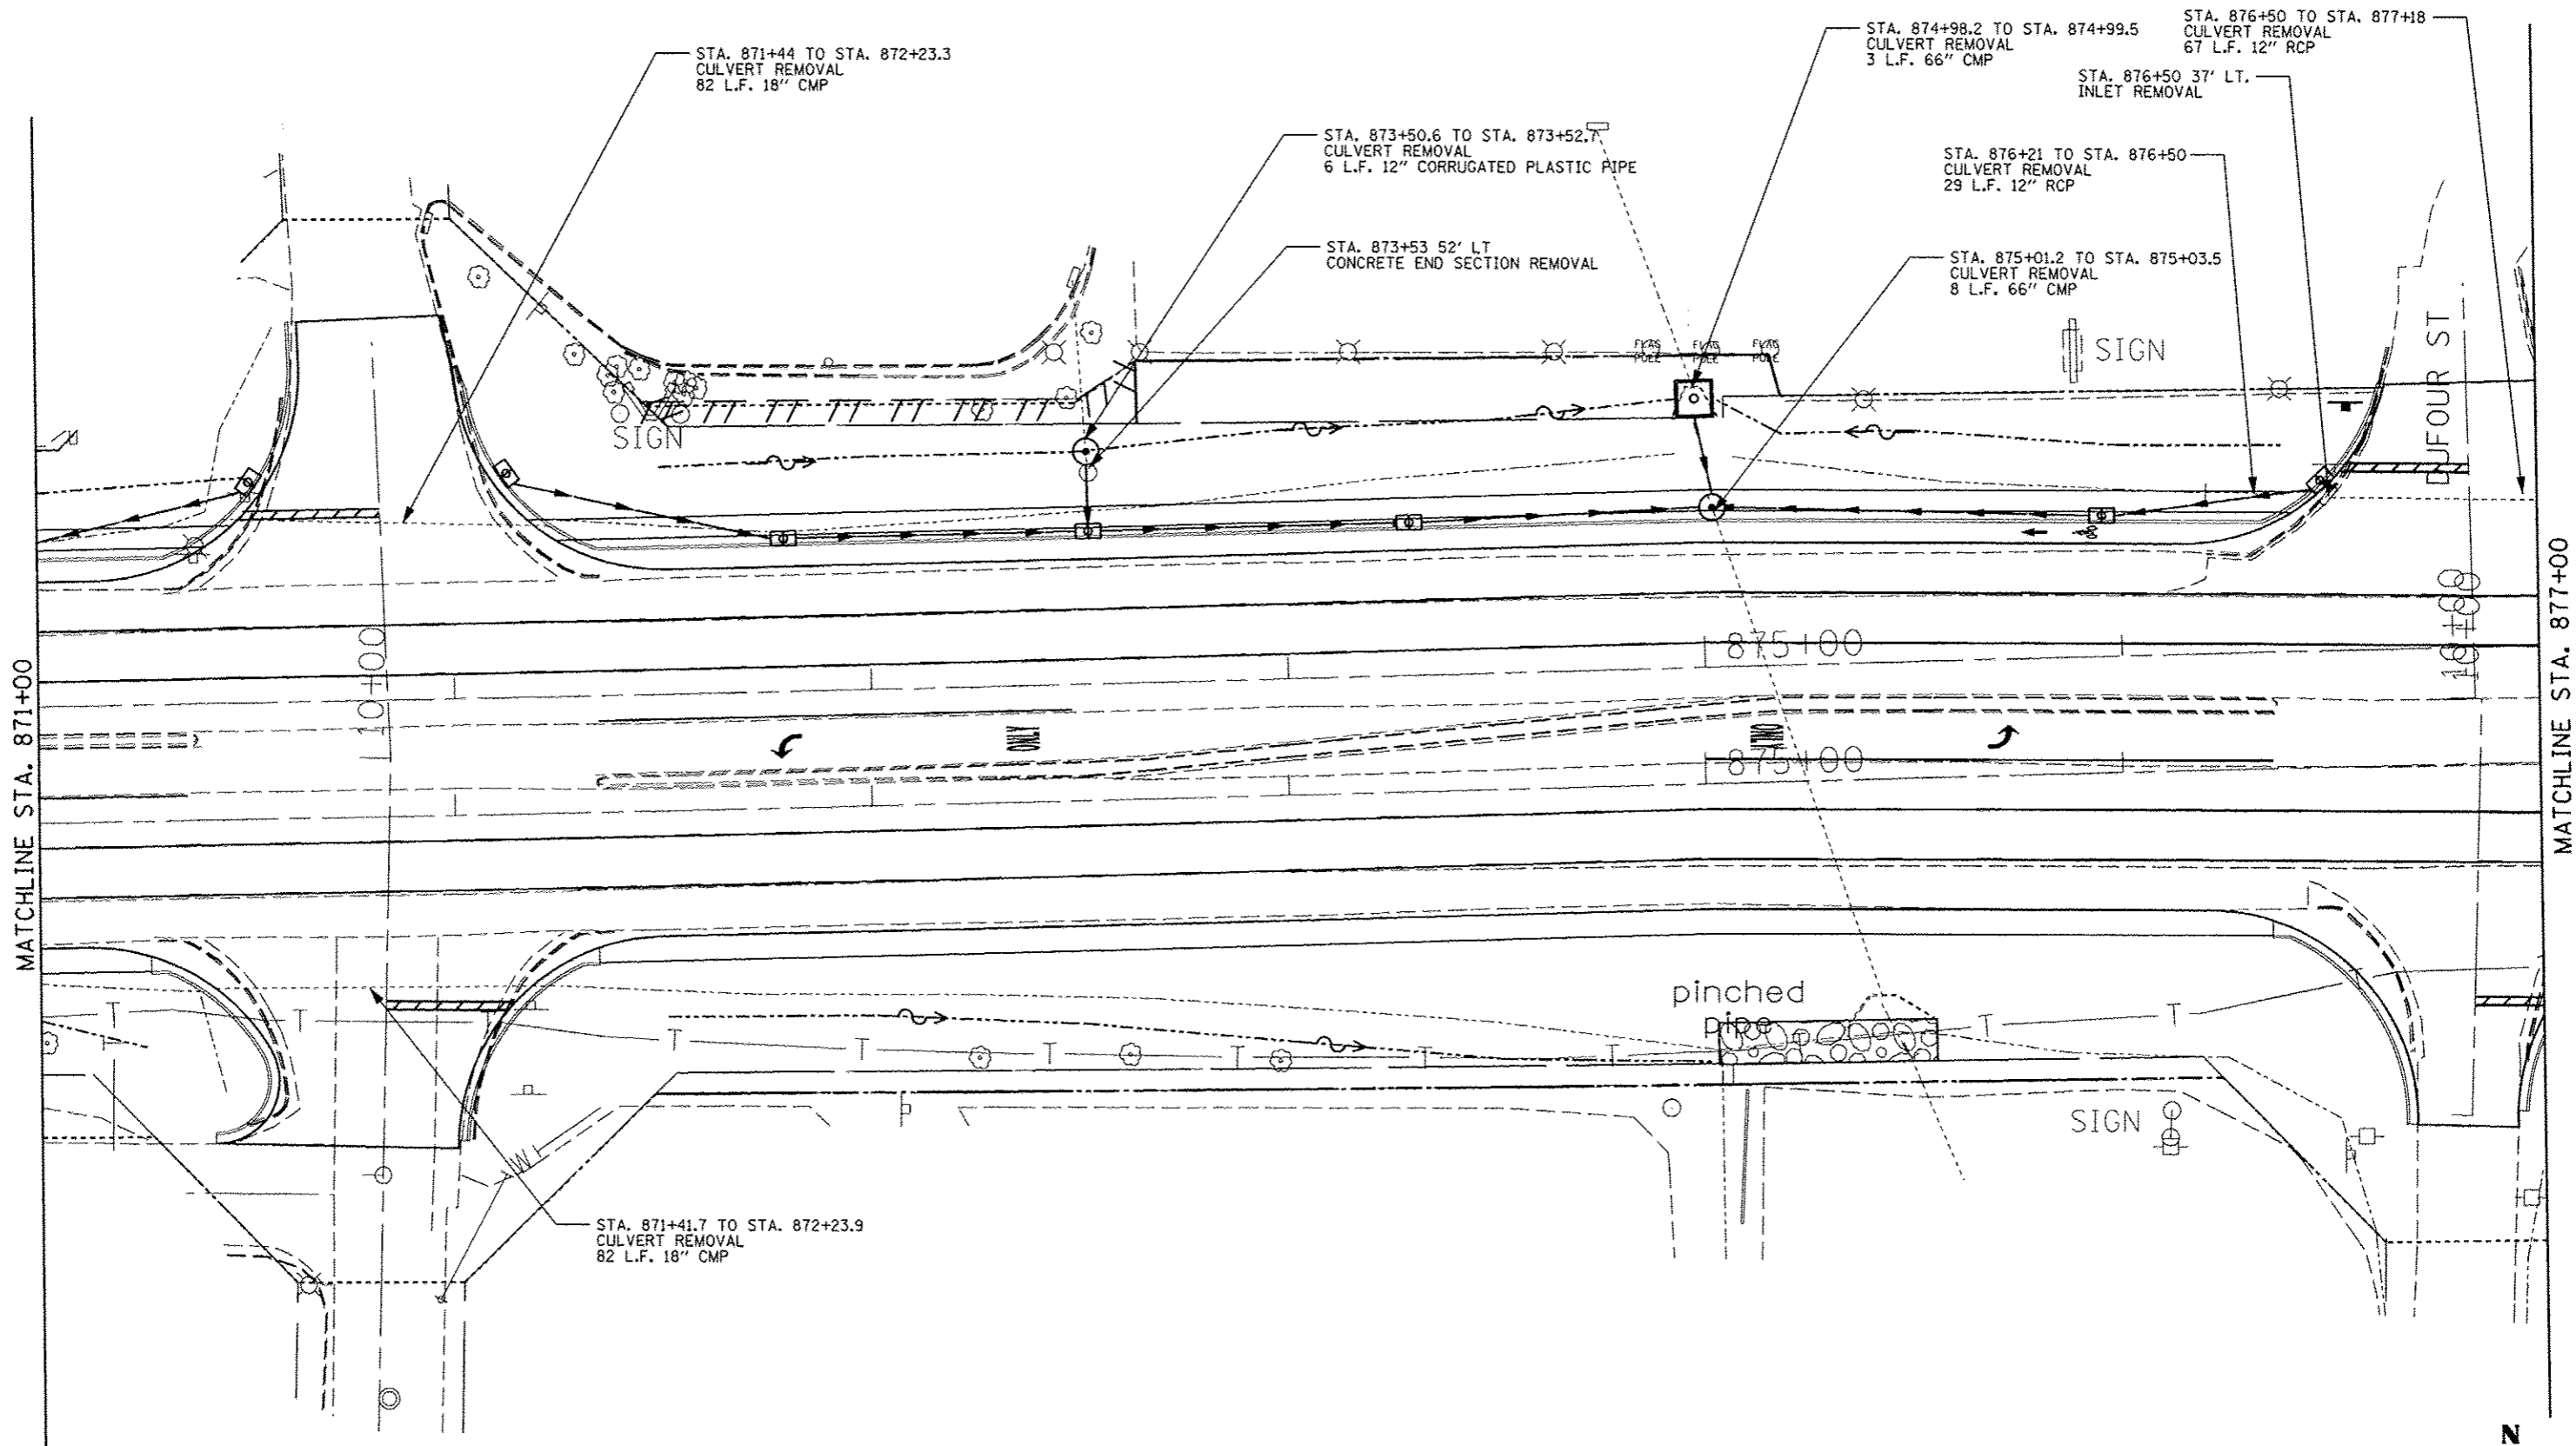 STA. 876+50 TO STA. 877+18
CULVERT REMOVAL
67 L.F. 12" RCP
STA. 874+98.2 TO STA. 874+99.5
CULVERT REMOVAL
3 L.F. 66" CMP
STA. 871+44 TO STA. 872+23.3
CULVERT REMOVAL
82 L.F. 18" CMP
STA. 876+50 37' LT.
INLET REMOVAL
STA. 873+50.6 TO STA. 873+52.7
CULVERT REMOVAL
6 L.F. 12" CORRUGATED PLASTIC PIPE
STA. 876+21 TO STA. 876+50
CULVERT REMOVAL
29 L.F. 12" RCP
STA. 873+53 52' LT
CONCRETE END SECTION REMOVAL
STA. 875+01.2 TO STA. 875+03.5
CULVERT REMOVAL
8 L.F. 66" CMP
FLAG POLE
FLAG POLE
FLAG POLE
SIGN
DUFOUR ST
SIGN
MATCHLINE STA. 871+00
10+00
875+00
MATCHLINE STA. 877+00
ONLY
875+00
T
T
T
T
T
T
T
T
T
T
T
pinched
pipe
SIGN
W
STA. 871+41.7 TO STA. 872+23.9
CULVERT REMOVAL
82 L.F. 18" CMP
N